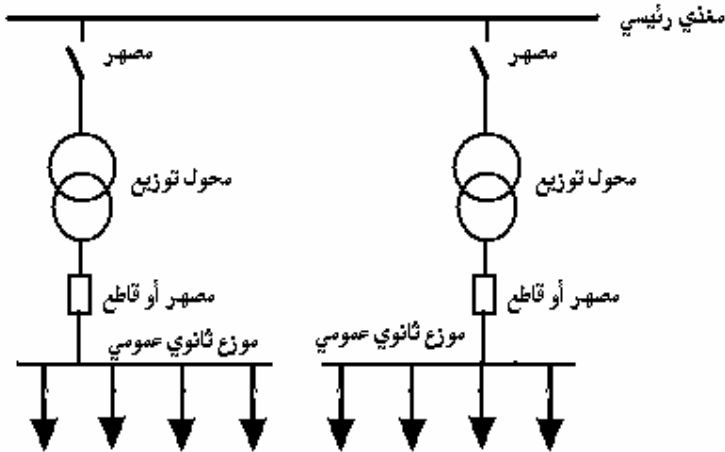 مغذي رئيسي
مصهر
مصهر
محول توزيع
محول توزيع
مصهر أو قاطع
مصهر أو قاطع
موزع ثانوي عمومي
موزع ثانوي عمومي